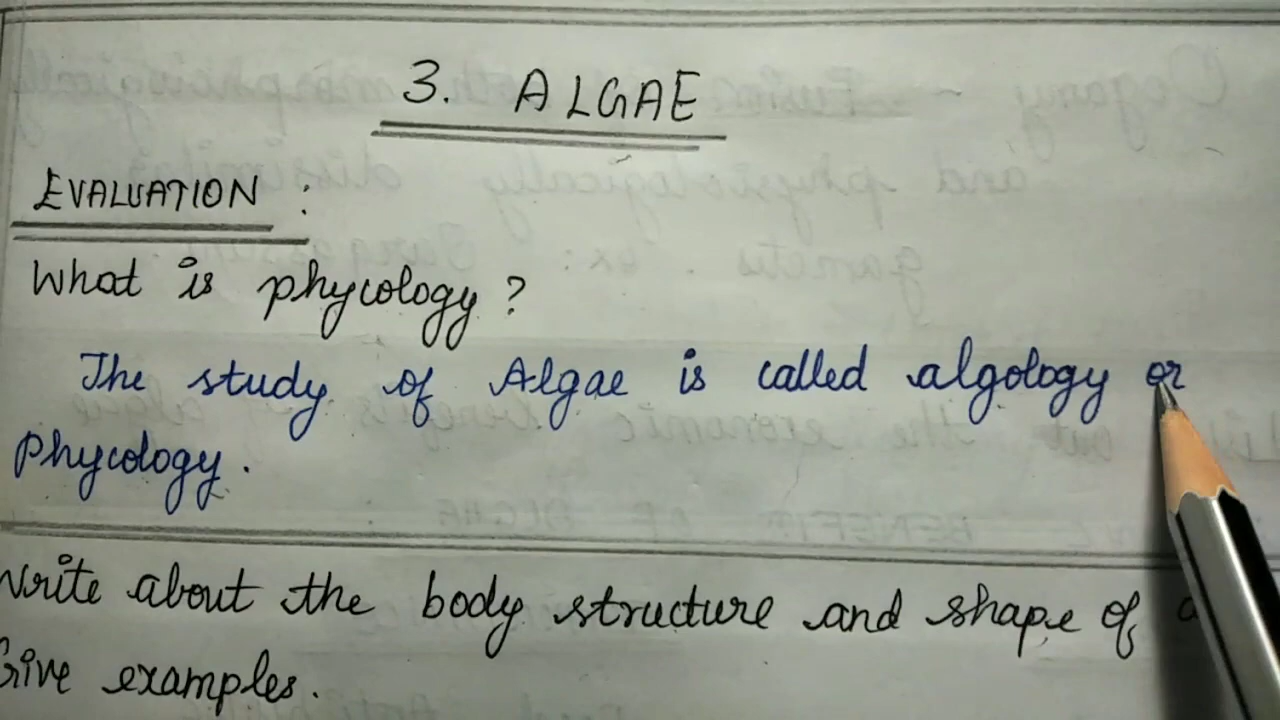 3. ALGAE
EVALUATION :
What is phycology ?
The study of Algae is called algology or
Phycology.
Write about the body structure and shape of
Give examples.